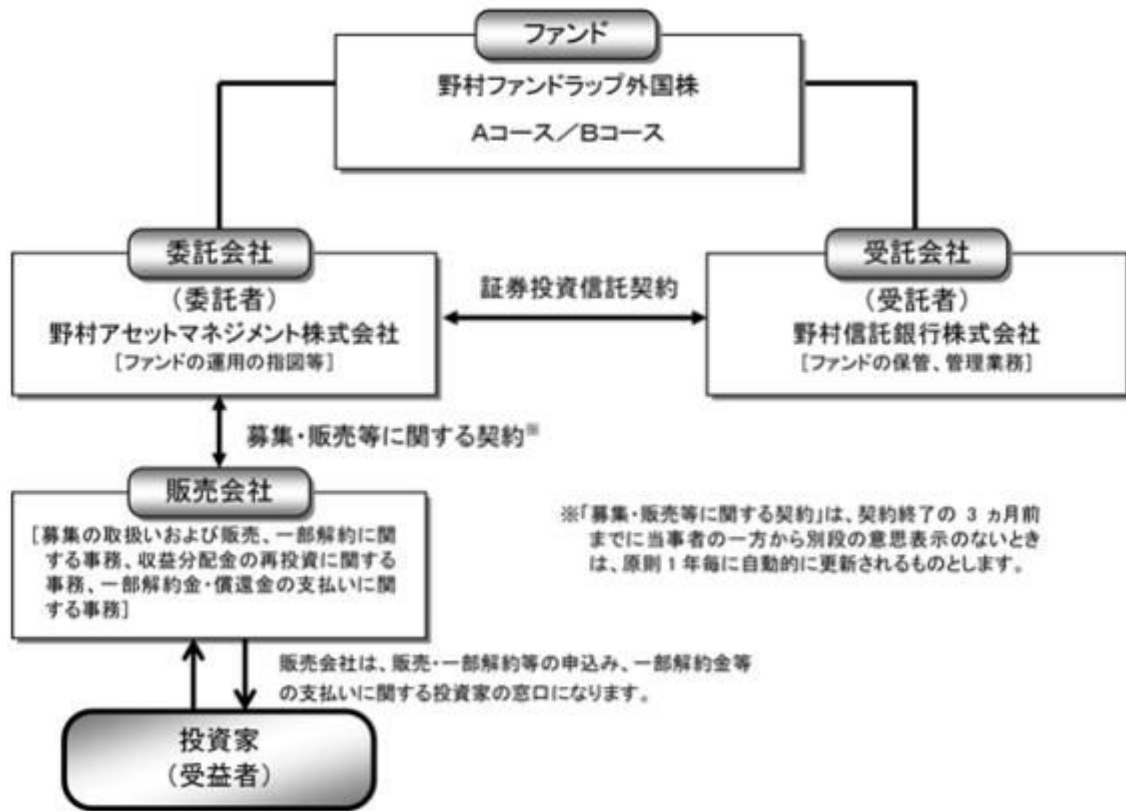 ファンド
野村ファンドラップ外国株
Aコース／Bコース
委託会社
（委託者）
野村アセットマネジメント株式会社
[ファンドの運用の指図等]
証券投資信託契約
受託会社
（受託者）
野村信託銀行株式会社
[ファンドの保管、管理業務]
募集・販売等に関する契約※
販売会社
[募集の取扱いおよび販売、一部解約に関
する事務、収益分配金の再投資に関する
事務、一部解約金・償還金の支払いに関
する事務]
※「募集・販売等に関する契約」は、契約終了の 3 ヵ月前
までに当事者の一方から別段の意思表示のないとき
は、原則 1 年毎に自動的に更新されるものとします。
販売会社は、販売・一部解約等の申込み、一部解約金等
の支払いに関する投資家の窓口になります。
投資家
（受益者）